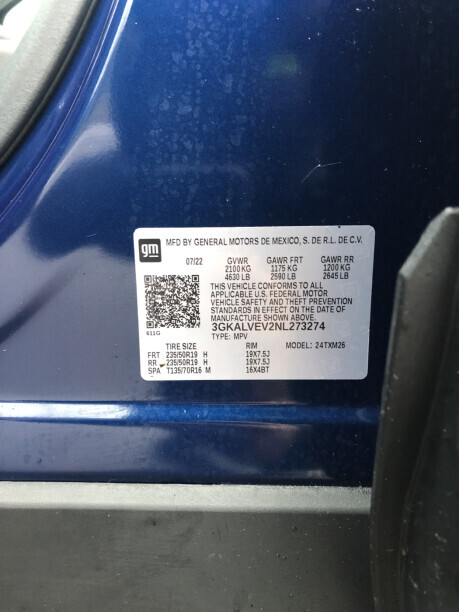 gm MFD BY GENERAL MOTORS DE MEXICO, S. DE R.L. DE C.V.
07/22 GVWR GAWR FRT GAWR RR
2100 KG 1175 KG 1200 KG
4630 LB 2590 LB 2645 LB
THIS VEHICLE CONFORMS TO ALL
APPLICABLE U.S. FEDERAL MOTOR
VEHICLE SAFETY AND THEFT PREVENTION
STANDARDS IN EFFECT ON THE DATE OF
MANUFACTURE SHOWN ABOVE.
3GKALVEV2NL273274
611G TYPE: MPV
TIRE SIZE RIM MODEL: 24TXM26
FRT 235/50R19 H 19X7.5J
RR 235/50R19 H 19X7.5J
SPA T135/70R16 M 16X4BT